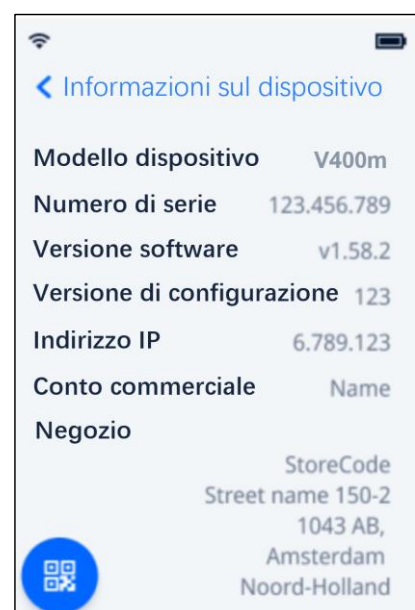 Informazioni sul dispositivo
Modello dispositivo V400m
Numero di serie 123.456.789
Versione software v1.58.2
Versione di configurazione 123
Indirizzo IP 6.789.123
Conto commerciale Name
Negozio
StoreCode
Street name 150-2
1043 AB,
Amsterdam
Noord-Holland